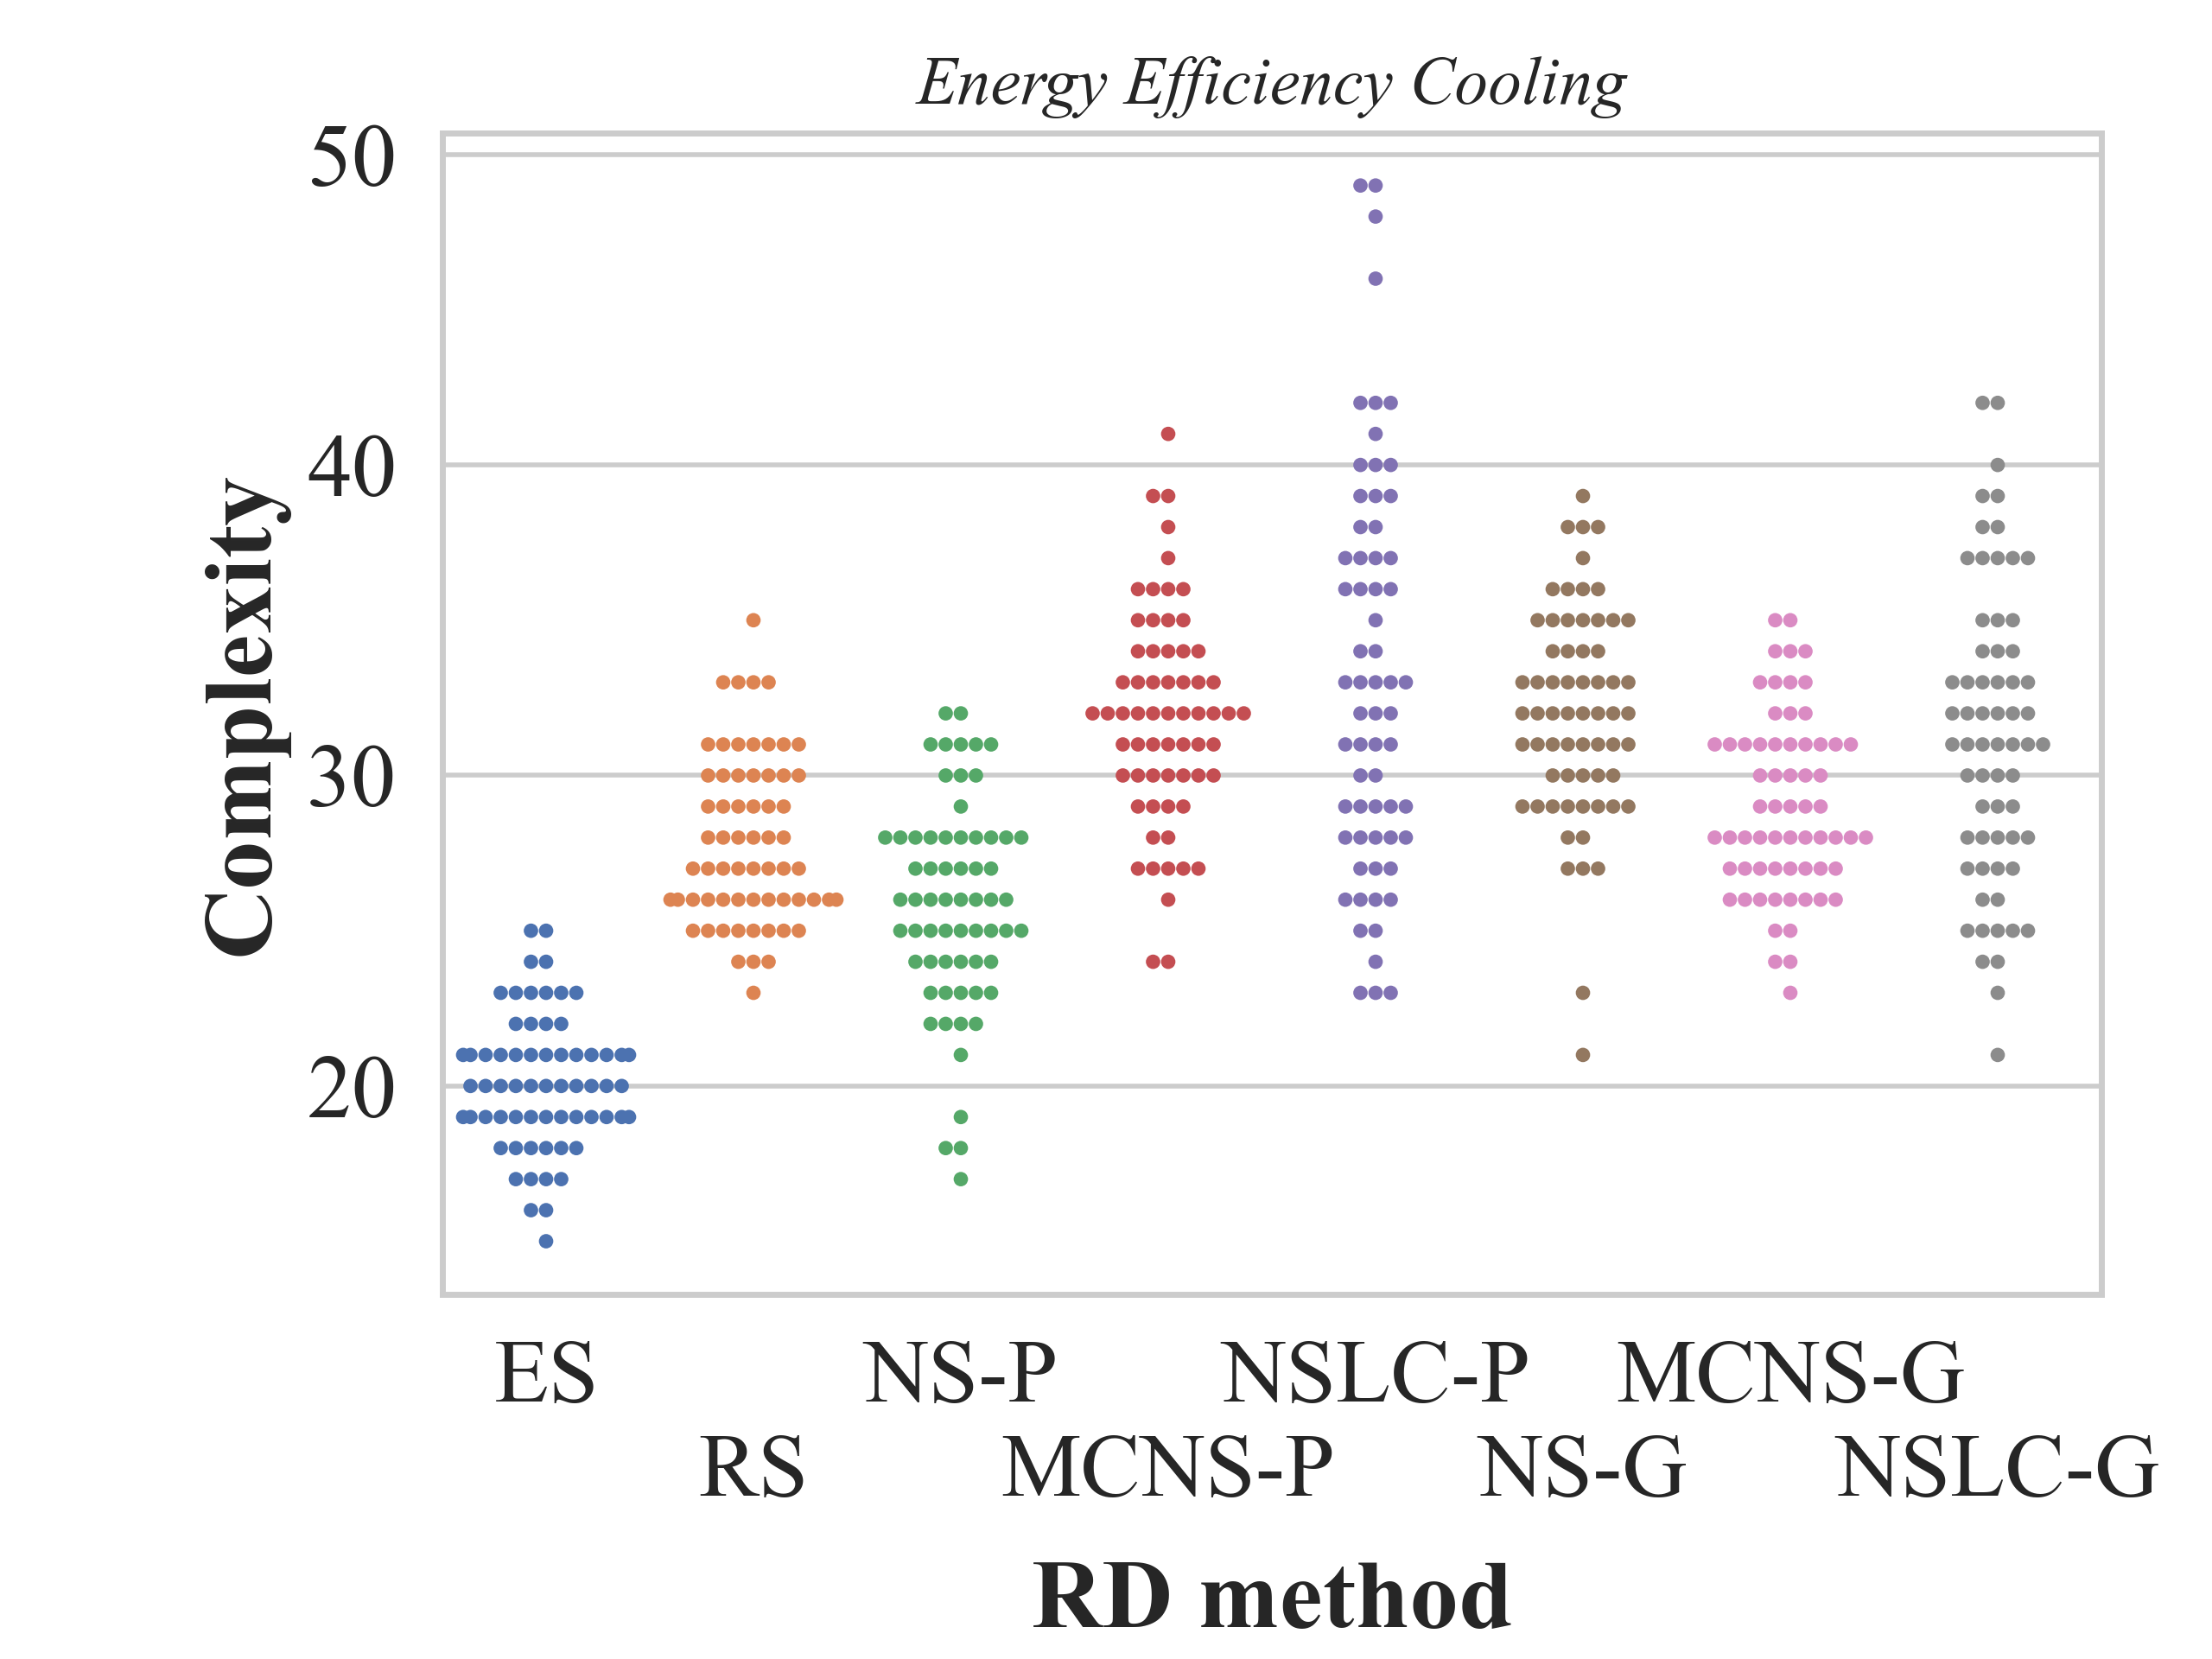 Energy Efficiency Cooling
50
40
30
20
Complexity
ES
NS-P
NSLC-P
MCNS-G
RS
MCNS-P
NS-G
NSLC-G
RD method